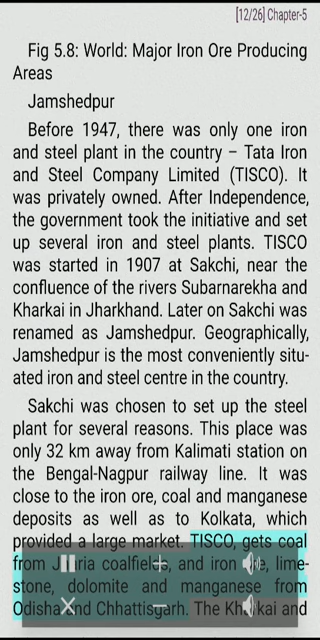 [12/26] Chapter-5
Fig 5.8: World: Major Iron Ore Producing
Areas
Jamshedpur
Before 1947, there was only one iron
and steel plant in the country – Tata Iron
and Steel Company Limited (TISCO). It
was privately owned. After Independence,
the government took the initiative and set
up several iron and steel plants. TISCO
was started in 1907 at Sakchi, near the
confluence of the rivers Subarnarekha and
Kharkai in Jharkhand. Later on Sakchi was
renamed as Jamshedpur. Geographically,
Jamshedpur is the most conveniently situ-
ated iron and steel centre in the country.
Sakchi was chosen to set up the steel
plant for several reasons. This place was
only 32 km away from Kalimati station on
the Bengal-Nagpur railway line. It was
close to the iron ore, coal and manganese
deposits as well as to Kolkata, which
provided a large market. TISCO, gets coal
from coalfields, and iron lime-
stone, dolomite and manganese from
Odisha and Chhattisgarh. The and